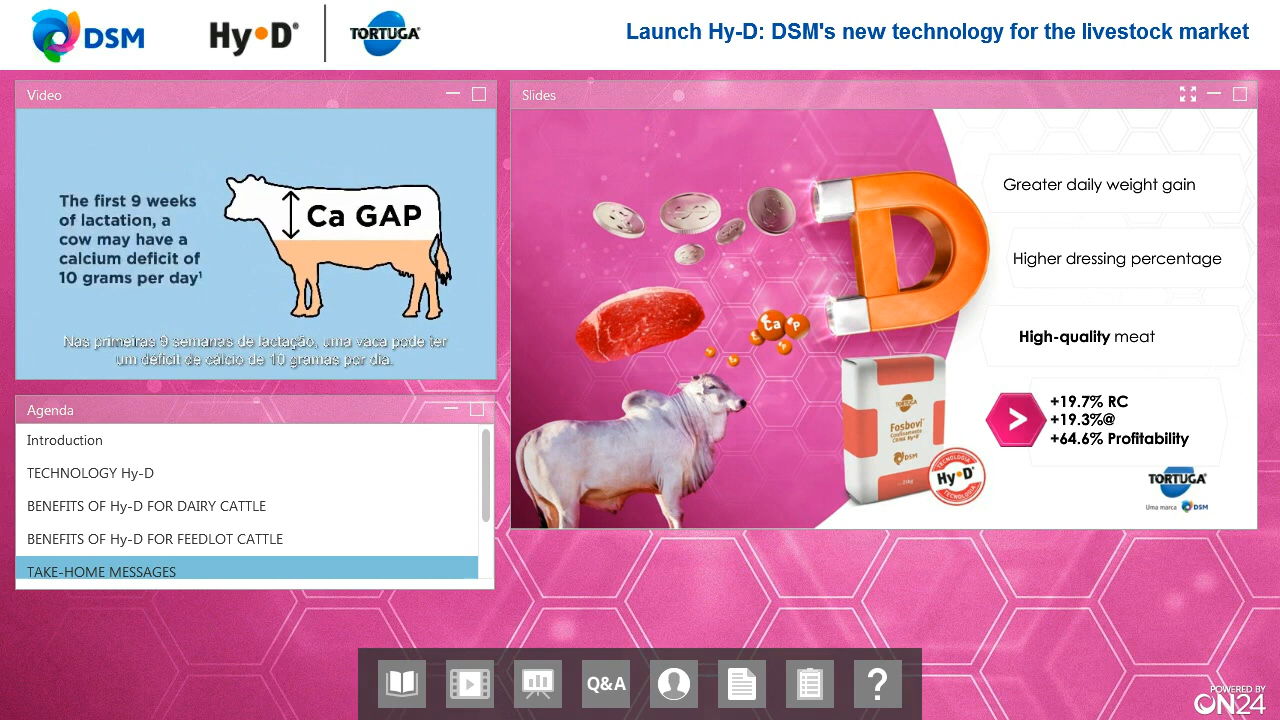 DSM
Hy•D®
TORTUGA®
Launch Hy-D: DSM's new technology for the livestock market
Video
The first 9 weeks
of lactation, a
cow may have a
calcium deficit of
10 grams per day¹
Ca GAP
Nas primeiras 9 semanas de lactação, uma vaca pode ter
um déficit de cálcio de 10 gramas por dia.
Agenda
Introduction
TECHNOLOGY Hy-D
BENEFITS OF Hy-D FOR DAIRY CATTLE
BENEFITS OF Hy-D FOR FEEDLOT CATTLE
TAKE-HOME MESSAGES
Slides
Ca P
Greater daily weight gain
Higher dressing percentage
High-quality meat
+19.7% RC
+19.3%@
+64.6% Profitability
TORTUGA
Fosbovi®
Confinamento
DSM
TECNOLOGIA
Hy•D®
TECNOLOGIA
TORTUGA®
Uma marca DSM
Q&A
?
POWERED BY
ON24